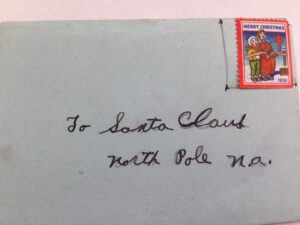 MERRY CHRISTMAS
1932
To Santa Claus
North Pole N.a.